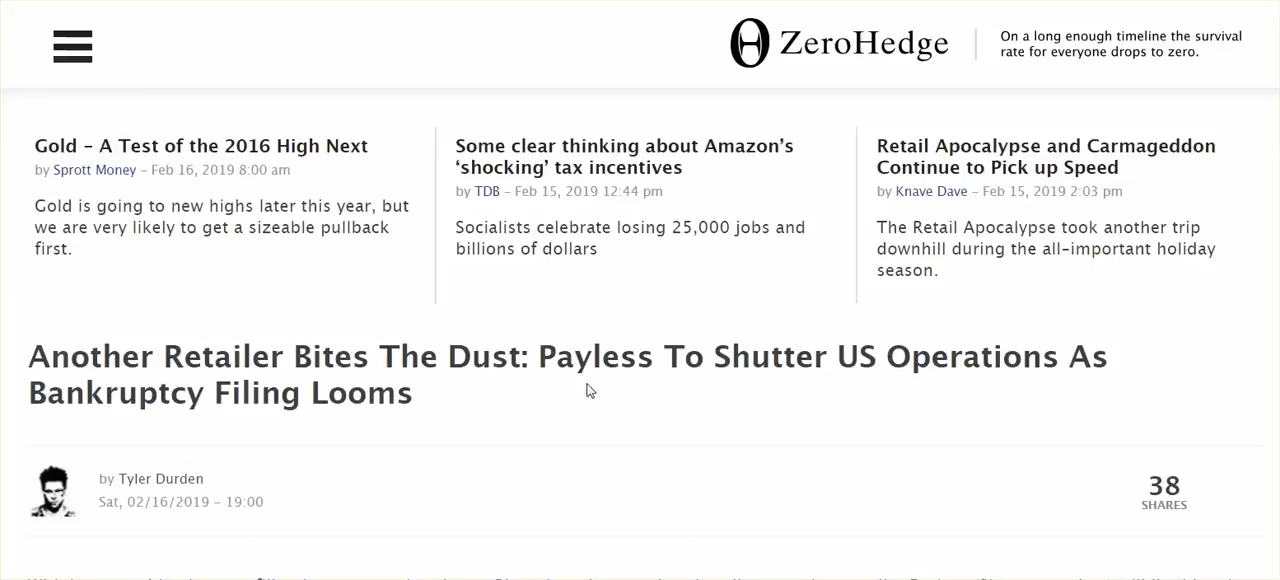 ZeroHedge
On a long enough timeline the survival
rate for everyone drops to zero.
Gold – A Test of the 2016 High Next
by Sprott Money – Feb 16, 2019 8:00 am
Gold is going to new highs later this year, but
we are very likely to get a sizeable pullback
first.
Some clear thinking about Amazon’s
‘shocking’ tax incentives
by TDB – Feb 15, 2019 12:44 pm
Socialists celebrate losing 25,000 jobs and
billions of dollars
Retail Apocalypse and Carmageddon
Continue to Pick up Speed
by Knave Dave – Feb 15, 2019 2:03 pm
The Retail Apocalypse took another trip
downhill during the all-important holiday
season.
Another Retailer Bites The Dust: Payless To Shutter US Operations As
Bankruptcy Filing Looms
by Tyler Durden
Sat, 02/16/2019 – 19:00
38
SHARES